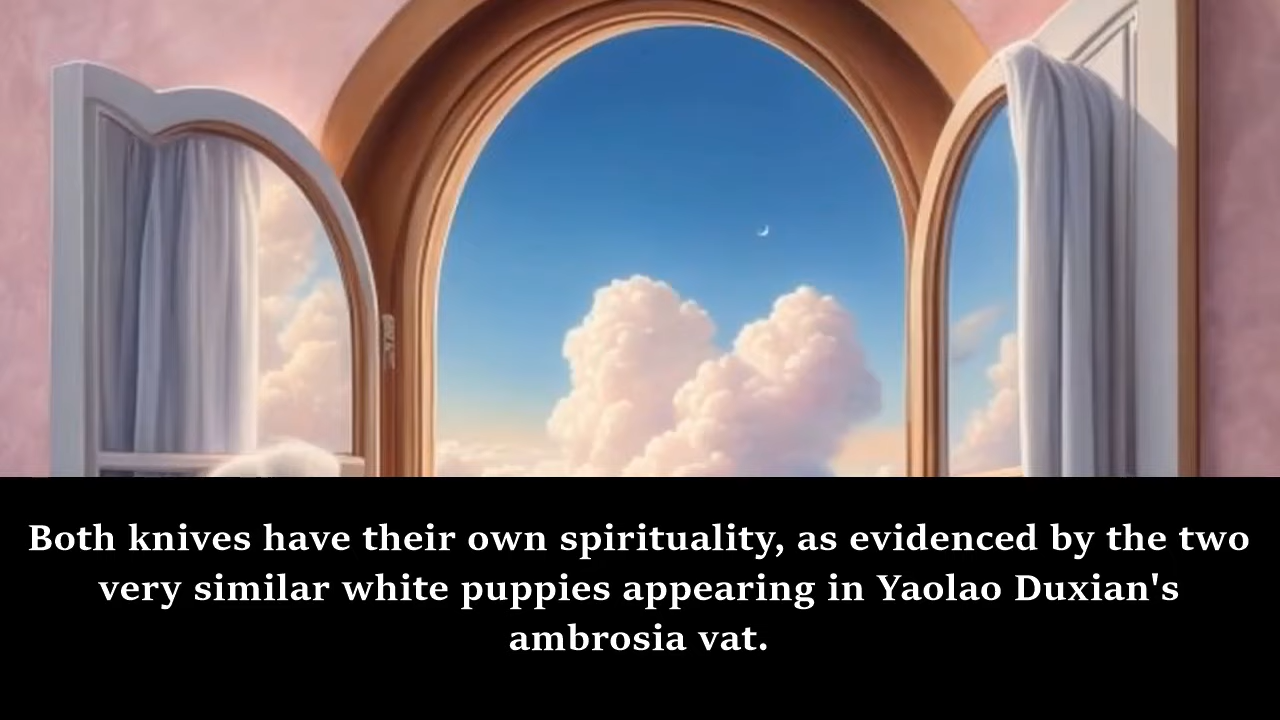 Both knives have their own spirituality, as evidenced by the two
very similar white puppies appearing in Yaolao Duxian's
ambrosia vat.